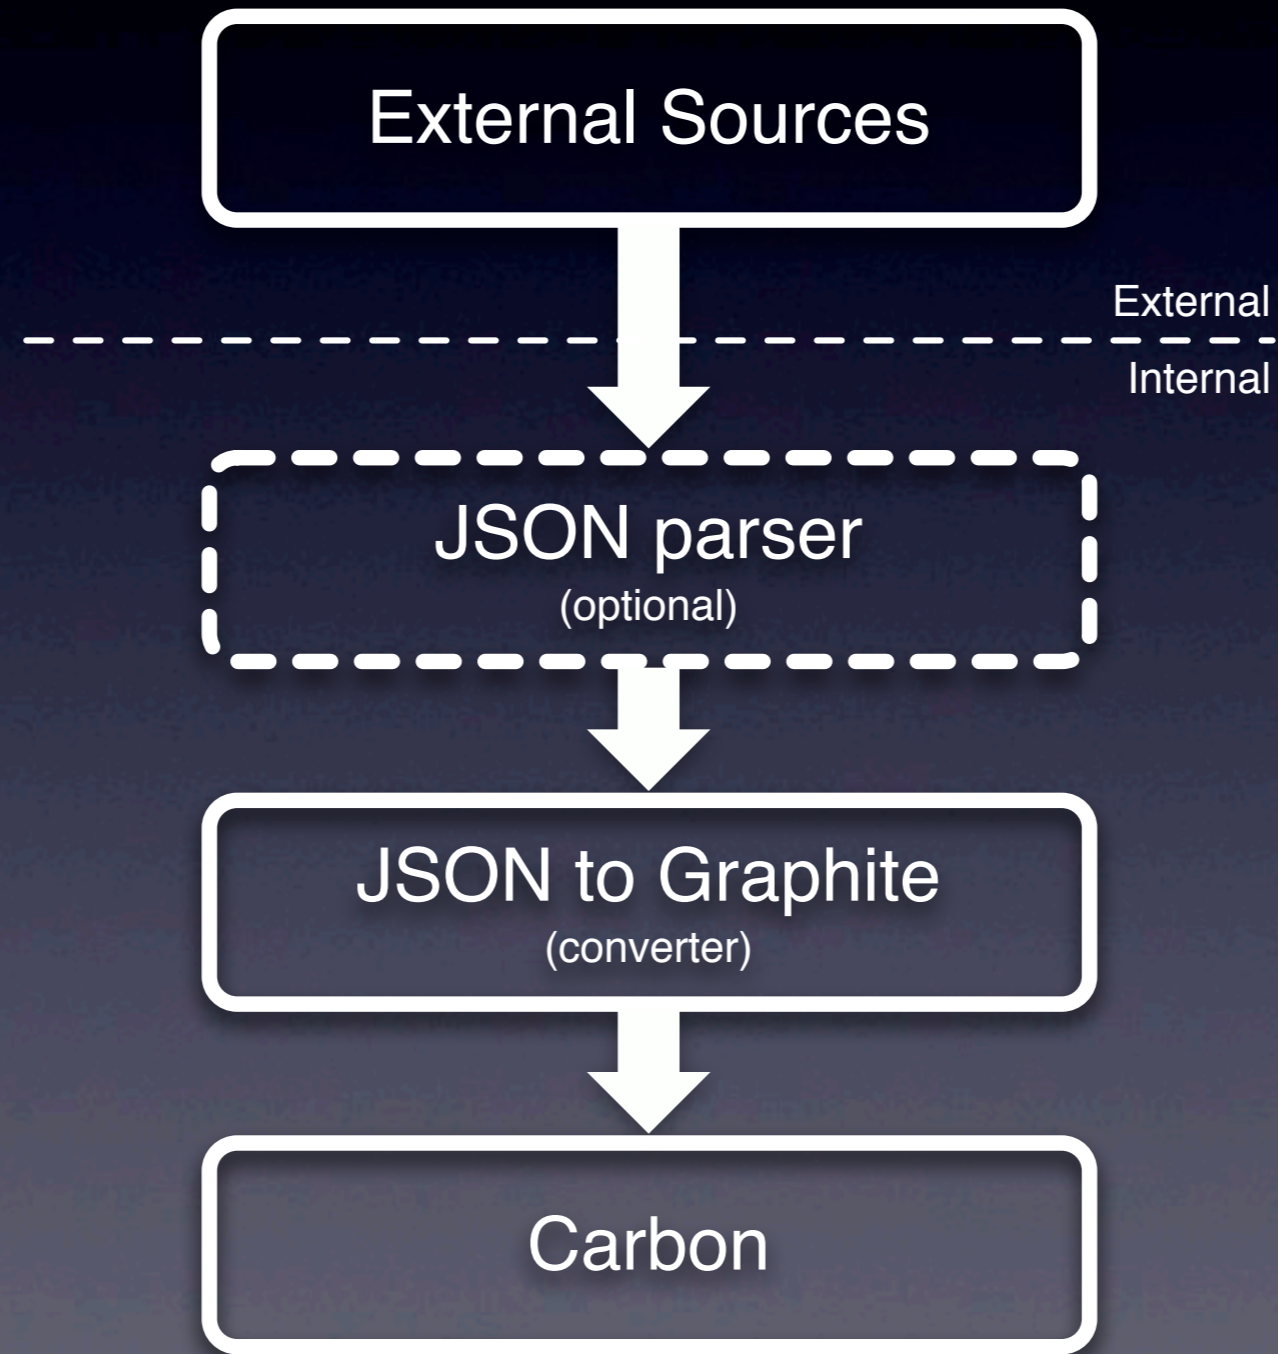 External Sources
External
Internal
JSON parser
(optional)
JSON to Graphite
(converter)
Carbon